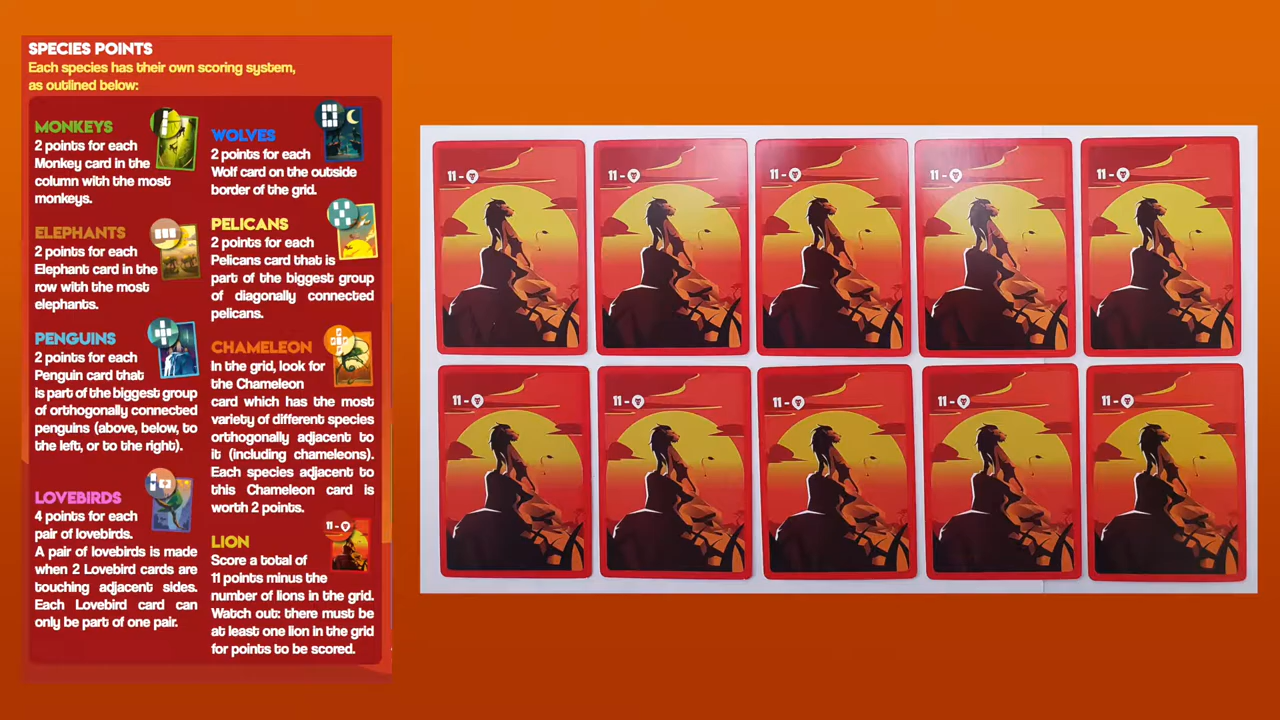 SPECIES POINTS
Each species has their own scoring system,
as outlined below:
MONKEYS
2 points for each
Monkey card in the
column with the most
monkeys.
ELEPHANTS
2 points for each
Elephant card in the
row with the most
elephants.
PENGUINS
2 points for each
Penguin card that
is part of the biggest group
of orthogonally connected
penguins (above, below, to
the left, or to the right).
LOVEBIRDS
4 points for each
pair of lovebirds.
A pair of lovebirds is made
when 2 Lovebird cards are
touching adjacent sides.
Each Lovebird card can
only be part of one pair.
WOLVES
2 points for each
Wolf card on the outside
border of the grid.
PELICANS
2 points for each
Pelicans card that is
part of the biggest group
of diagonally connected
pelicans.
CHAMELEON
In the grid, look for
the Chameleon
card which has the most
variety of different species
orthogonally adjacent to
it (including chameleons).
Each species adjacent to
this Chameleon card is
worth 2 points.
11 -
LION
Score a total of
11 points minus the
number of lions in the grid.
Watch out: there must be
at least one lion in the grid
for points to be scored.
11 -
11 -
11 -
11 -
11 -
11 -
11 -
11 -
11 -
11 -